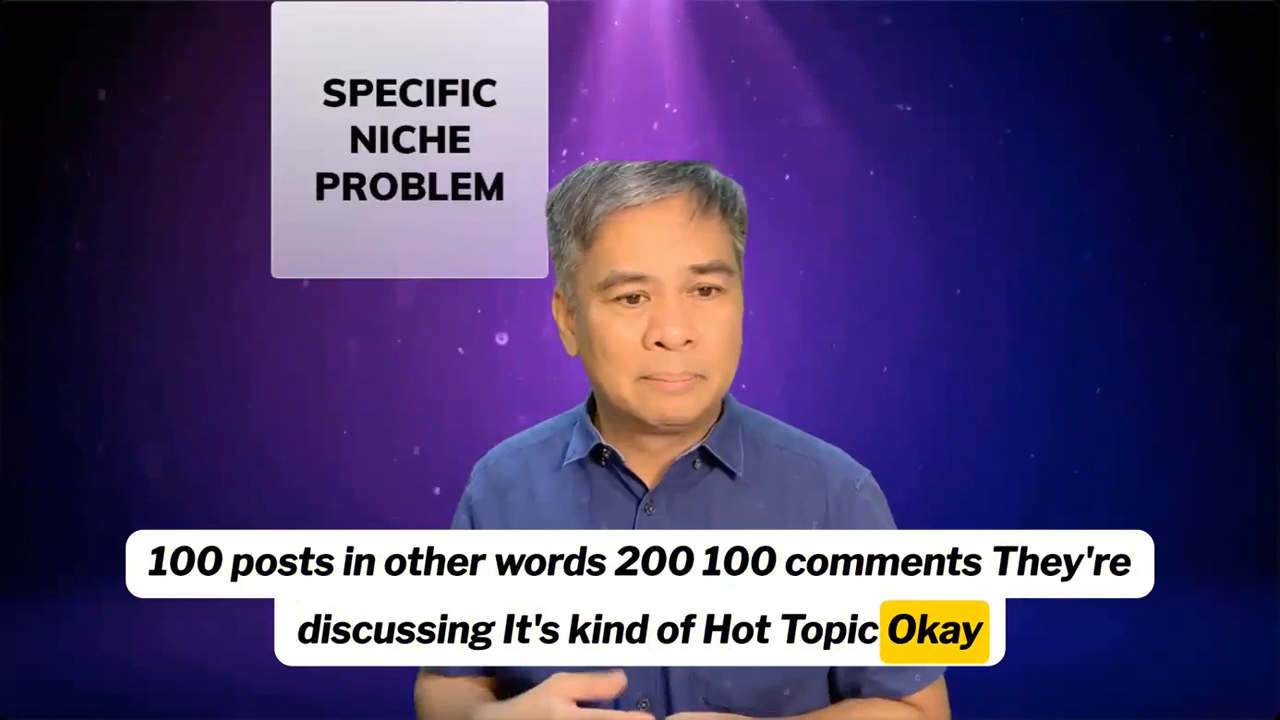 SPECIFIC
NICHE
PROBLEM
100 posts in other words 200 100 comments They're
discussing It's kind of Hot Topic Okay